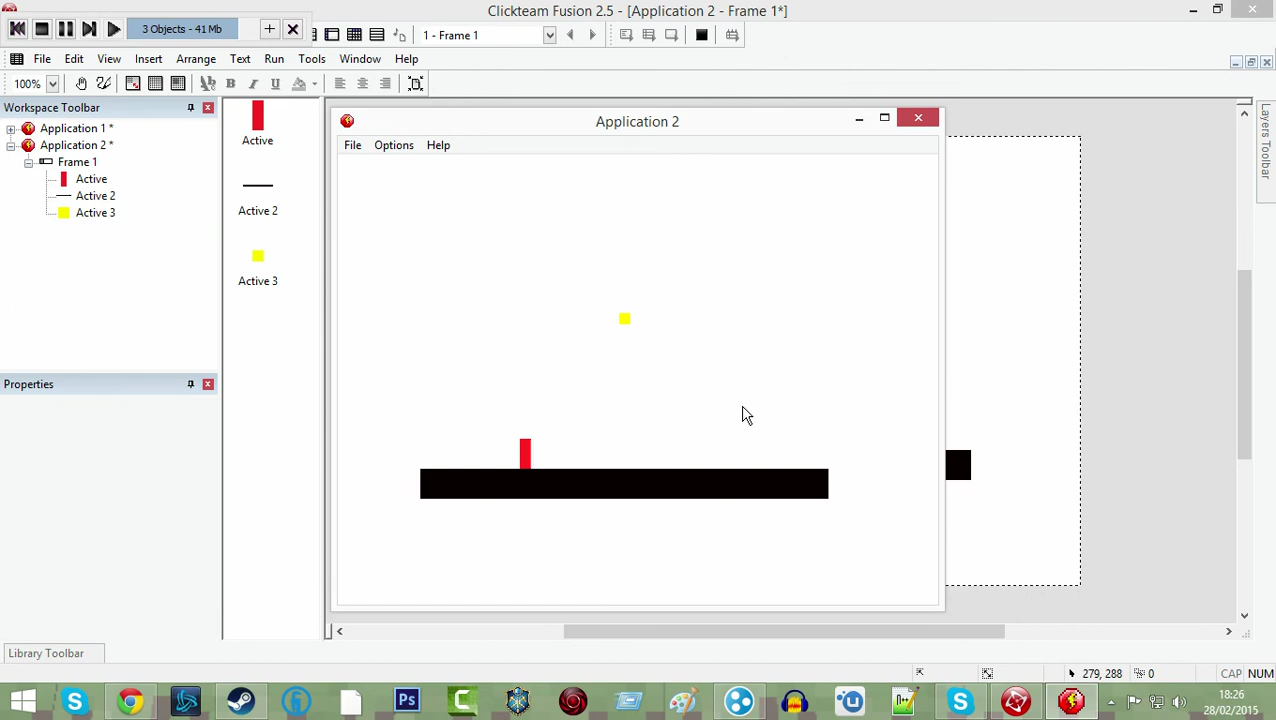 Clickteam Fusion 2.5 - [Application 2 - Frame 1*]
3 Objects - 41 Mb
1 - Frame 1
File Edit View Insert Arrange Text Run Tools Window Help
100%
B I U
Workspace Toolbar
Application 1 *
Application 2 *
Frame 1
Active
Active 2
Active 3
Properties
Library Toolbar
Active
Active 2
Active 3
Application 2
File Options Help
Layers Toolbar
279, 288
0
CAP NUM
Ps
C
18:26
28/02/2015